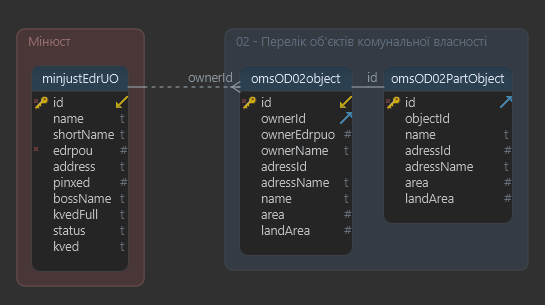 Мінюст
02 - Перелік об'єктів комунальної власності
minjustEdrUO
ownerId
omsOD02object
id
omsOD02PartObject
id
name t
shortName t
edrpou #
address t
pinxed #
bossName t
kvedFull t
status t
kved t
id
ownerId
ownerEdrpuo #
ownerName t
adressId
adressName t
name t
area #
landArea #
id
objectId
name t
adressId #
adressName t
area #
landArea #